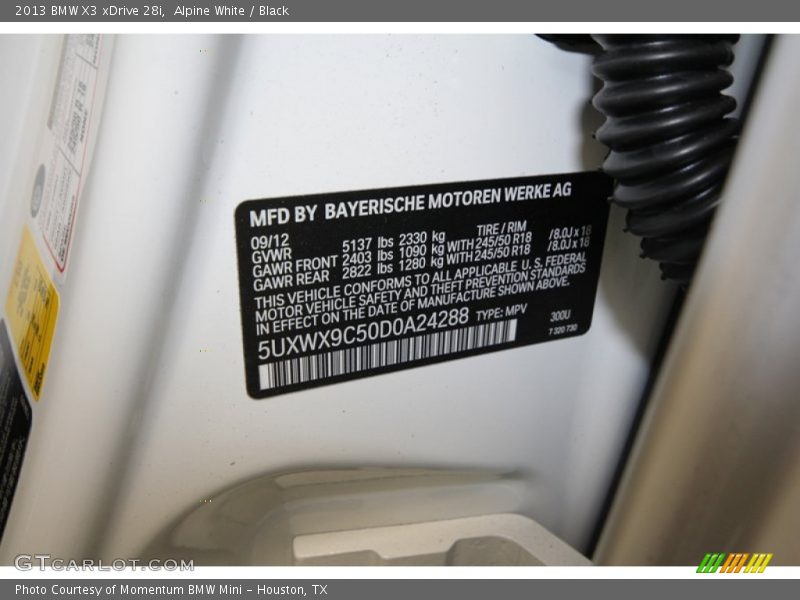 2013 BMW X3 xDrive 28i, Alpine White / Black
MFD BY BAYERISCHE MOTOREN WERKE AG
09/12 TIRE / RIM
GVWR 5137 lbs 2330 kg
GAWR FRONT 2403 lbs 1090 kg WITH 245/50 R18 /8.0J x 18
GAWR REAR 2822 lbs 1280 kg WITH 245/50 R18 /8.0J x 18
THIS VEHICLE CONFORMS TO ALL APPLICABLE U.S. FEDERAL
MOTOR VEHICLE SAFETY AND THEFT PREVENTION STANDARDS
IN EFFECT ON THE DATE OF MANUFACTURE SHOWN ABOVE.
5UXWX9C50D0A24288 TYPE: MPV 300U
7 320 730
GTCARLOT.COM
Photo Courtesy of Momentum BMW Mini - Houston, TX